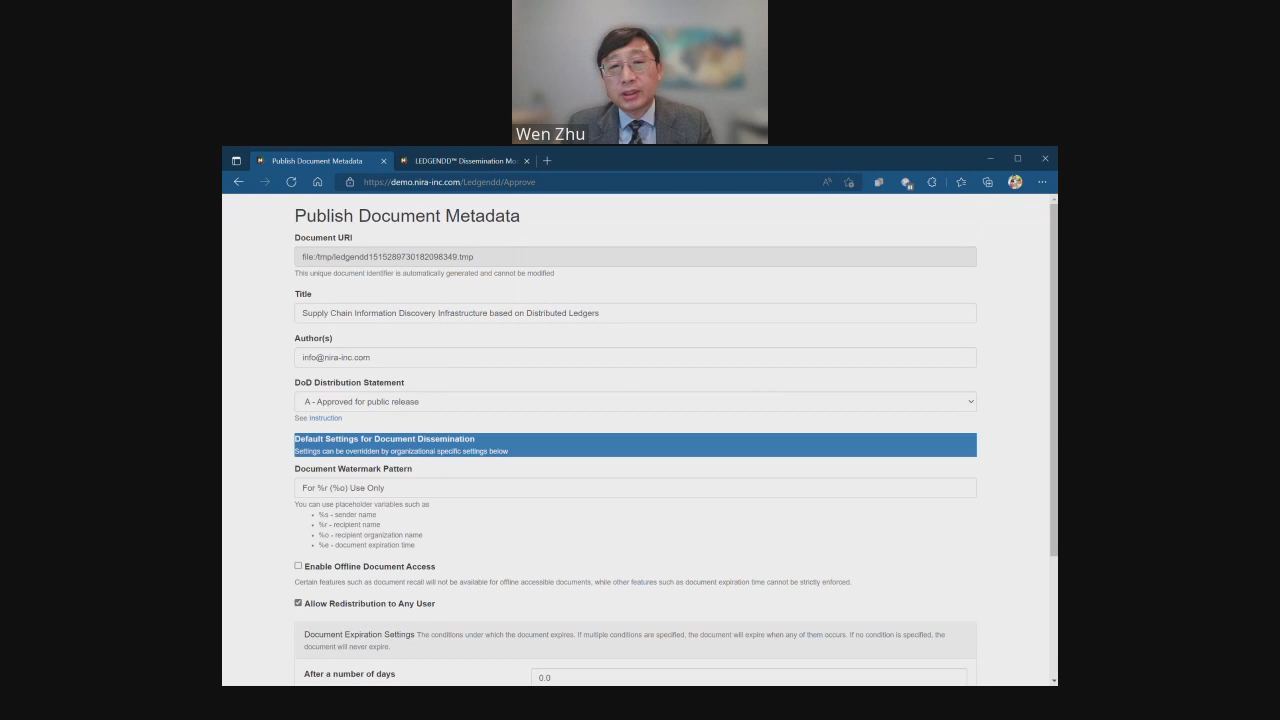 Wen Zhu
Publish Document Metadata
LEDGENDD™ Dissemination Mo
https://demo.nira-inc.com/Ledgendd/Approve
Publish Document Metadata
Document URI
file:/tmp/ledgendd1515289730182098349.tmp
This unique document identifier is automatically generated and cannot be modified
Title
Supply Chain Information Discovery Infrastructure based on Distributed Ledgers
Author(s)
info@nira-inc.com
DoD Distribution Statement
A - Approved for public release
See Instruction
Default Settings for Document Dissemination
Settings can be overridden by organizational specific settings below
Document Watermark Pattern
For %r (%o) Use Only
You can use placeholder variables such as
• %s - sender name
• %r - recipient name
• %o - recipient organization name
• %e - document expiration time
Enable Offline Document Access
Certain features such as document recall will not be available for offline accessible documents, while other features such as document expiration time cannot be strictly enforced.
Allow Redistribution to Any User
Document Expiration Settings The conditions under which the document expires. If multiple conditions are specified, the document will expire when any of them occurs. If no condition is specified, the
document will never expire.
After a number of days
0.0